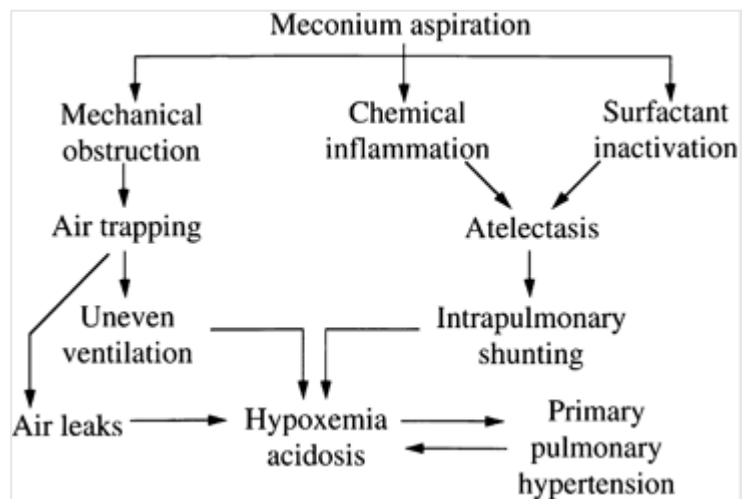 Meconium aspiration
Mechanical
obstruction
Chemical
inflammation
Surfactant
inactivation
Air trapping
Atelectasis
Uneven
ventilation
Intrapulmonary
shunting
Air leaks
Hypoxemia
acidosis
Primary
pulmonary
hypertension